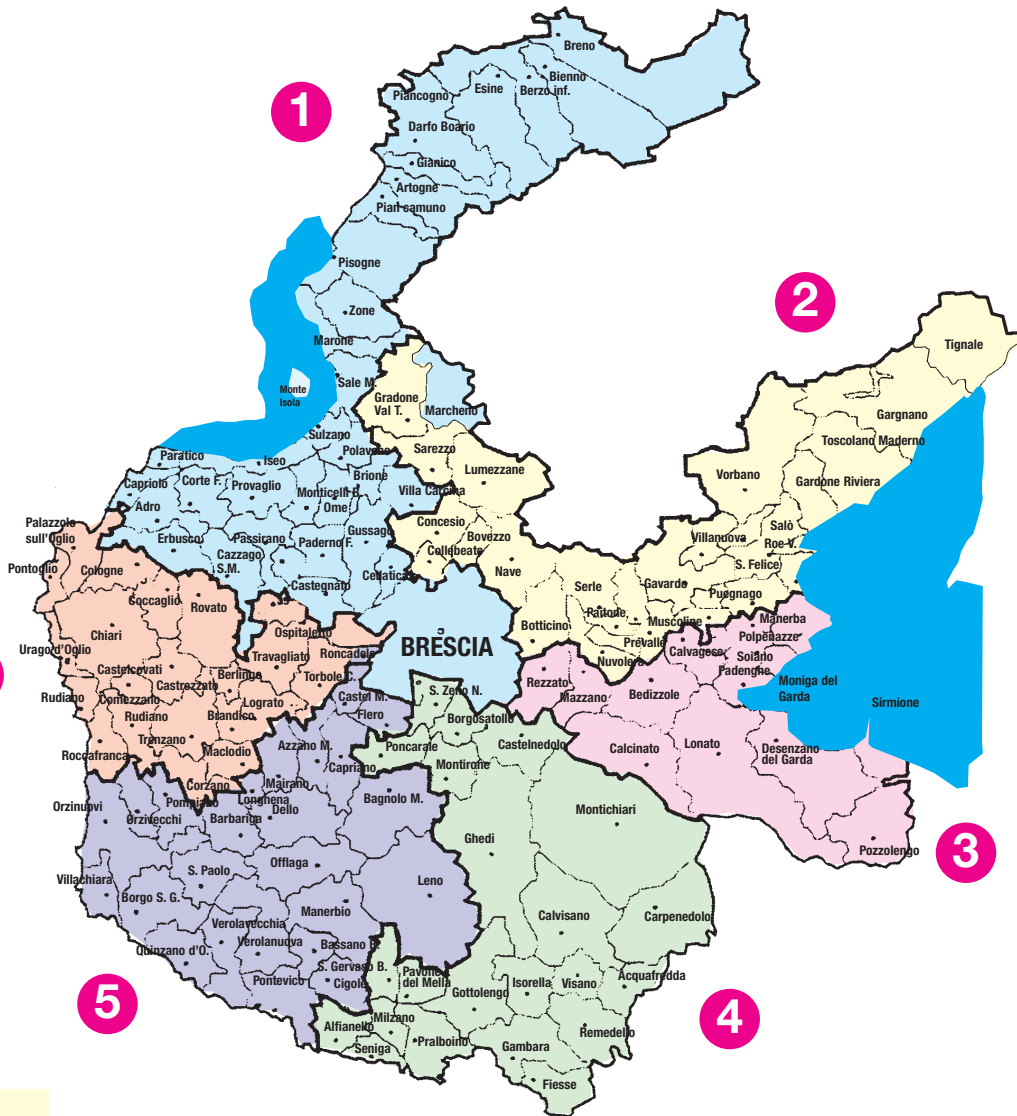 1
Breno
Bienno
Esine
Berzo inf.
Piancogno
Darfo Boario
Gianico
Artogne
Pian camuno
Pisogne
Zone
Marone
Monte
Isola
Sale M.
2
Tignale
Gradone
Val T.
Marcheno
Gargnano
Sulzano
Toscolano Maderno
Polaveno
Sarezzo
Paratico
Iseo
Lumezzane
Vorbano
Gardone Riviera
Capriolo
Corte F.
Provaglio
Monticelli B.
Brione
Villa Carcina
Adro
Ome
Palazzolo
sull'Oglio
Erbusco
Passirano
Paderno F.
Gussago
Concesio
Bovezzo
Villanuova
Salò
Roe V.
Cazzago
S.M.
Collebeato
Nave
S. Felice
Pontoglio
Cologne
Castegnato
Cellatica
Serle
Gavardo
Puegnago
Coccaglio
Rovato
Paitone
Muscoline
Manerba
Chiari
Ospitaletto
Botticino
Prevalle
Polpenazze
Urago d'Oglio
Roncadole
BRESCIA
Nuvolera
Calvagese
Soiano
Travagliato
Padenghe
Castelcovati
Berlingo
Torbole C.
Rezzato
Moniga del
Garda
Rudiano
Comezzano
Castrezzato
Lograto
Castel M.
S. Zeno N.
Mazzano
Bedizzole
Sirmione
Rudiano
Brandico
Flero
Borgosatollo
Roccafranca
Trenzano
Maclodio
Azzano M.
Poncarale
Castelnedolo
Calcinato
Lonato
Desenzano
del Garda
Corzano
Capriano
Montirone
Mairano
Orzinuovi
Pompiano
Longhena
Bagnolo M.
Orzivecchi
Barbariga
Dello
Montichiari
Ghedi
Pozzolengo
3
Offlaga
S. Paolo
Villachiara
Leno
Borgo S. G.
Manerbio
Carpenedolo
Verolavecchia
Calvisano
Quinzano d'O.
Verolanuova
Bassano B.
S. Gervaso B.
Pavone
del Mella
Acquafredda
Pontevico
Cigole
Gottolengo
Isorella
Visano
5
4
Alfianello
Milzano
Remedello
Seniga
Pralboino
Gambara
Fiesse